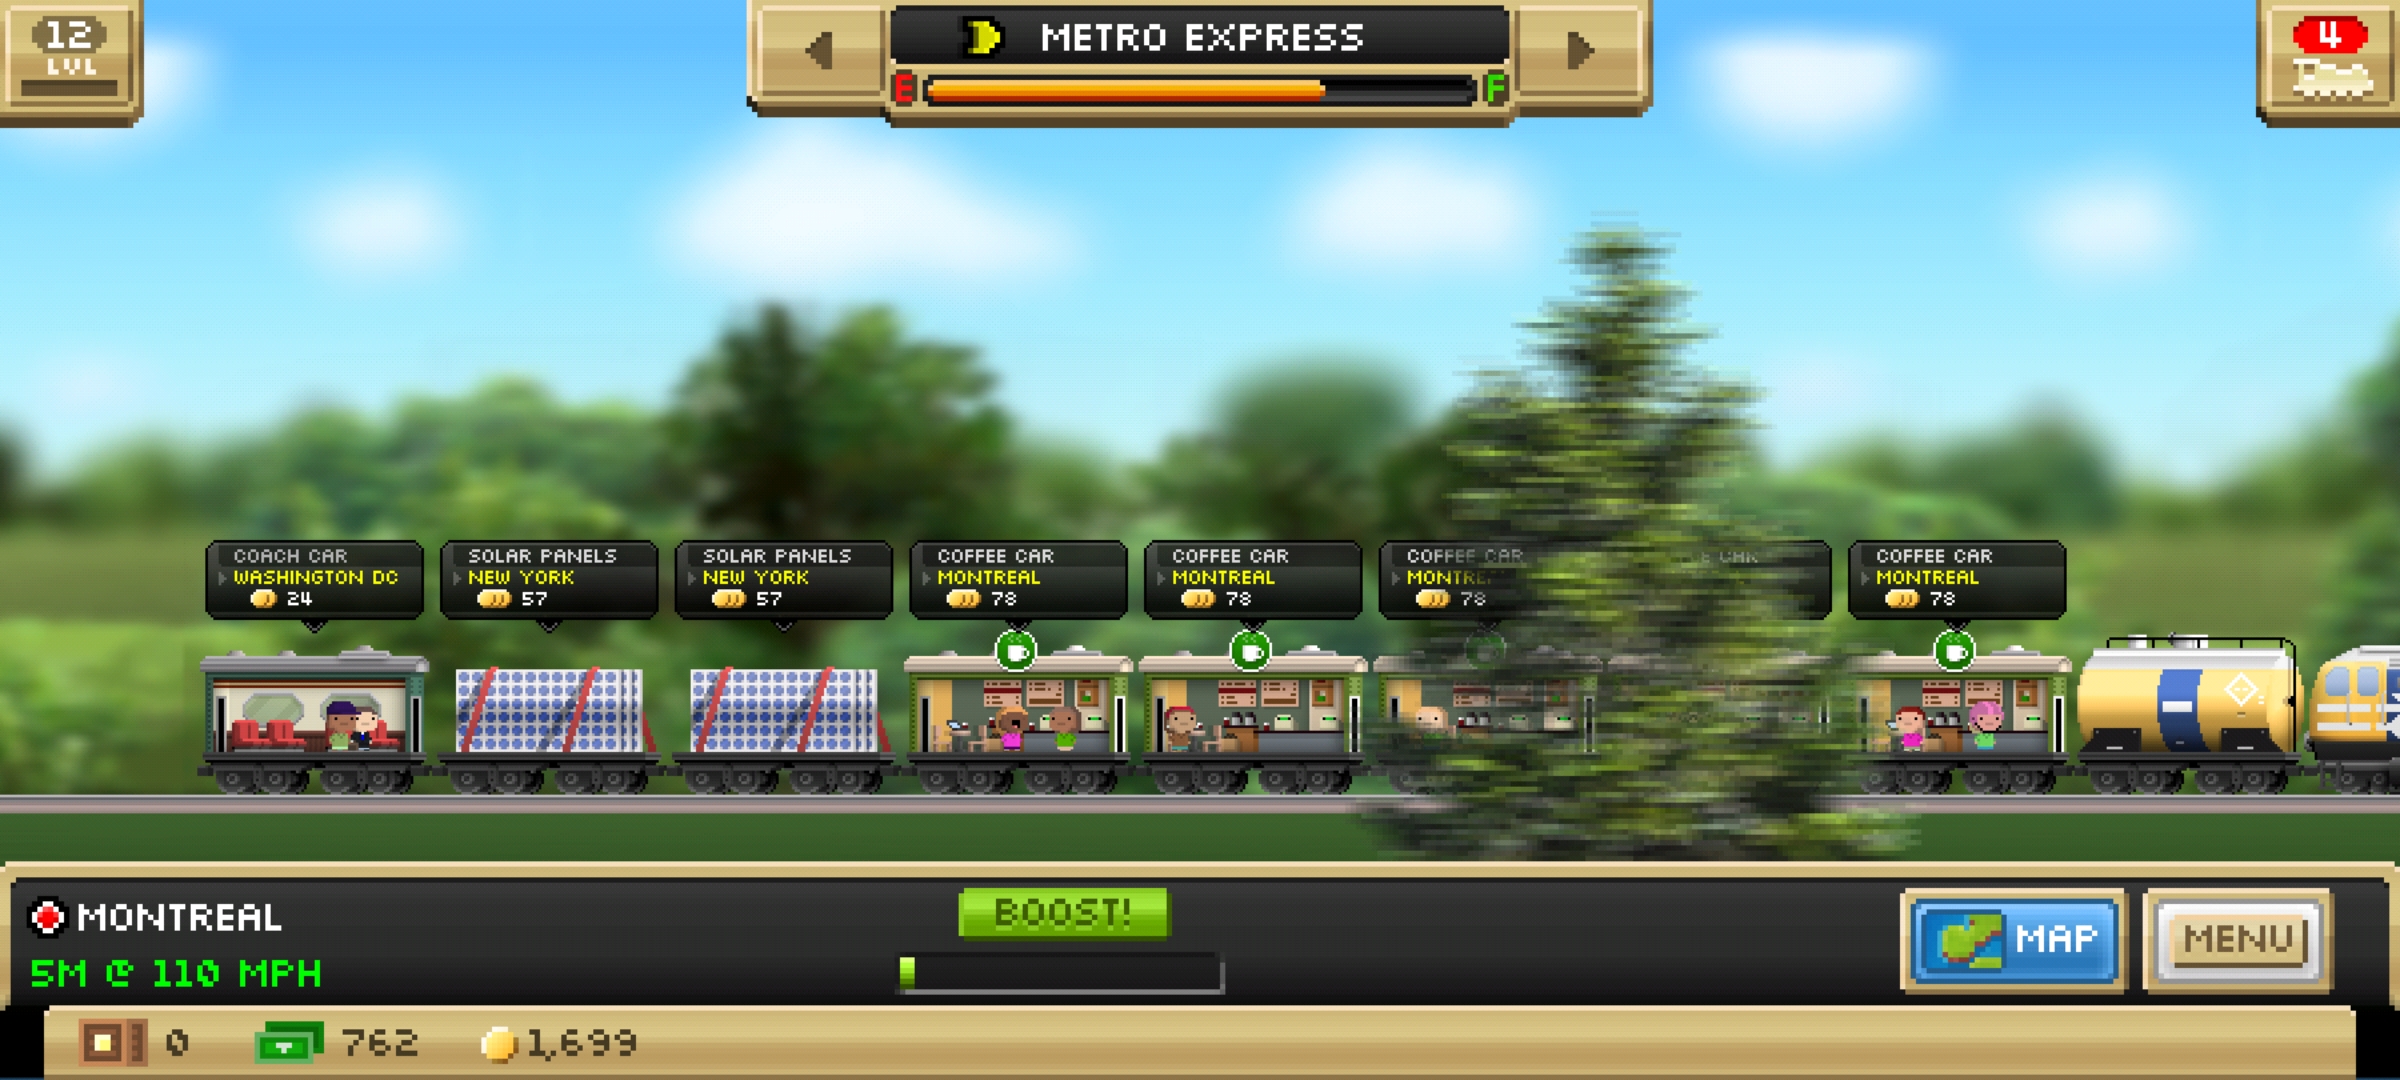 12
LVL
METRO EXPRESS
4
E
F
COACH CAR
WASHINGTON DC
24
SOLAR PANELS
NEW YORK
57
SOLAR PANELS
NEW YORK
57
COFFEE CAR
MONTREAL
78
COFFEE CAR
MONTREAL
78
COFFEE CAR
78
CAR
COFFEE CAR
MONTREAL
78
MONTREAL
5M @ 110 MPH
BOOST!
MAP
MENU
0
762
1,699